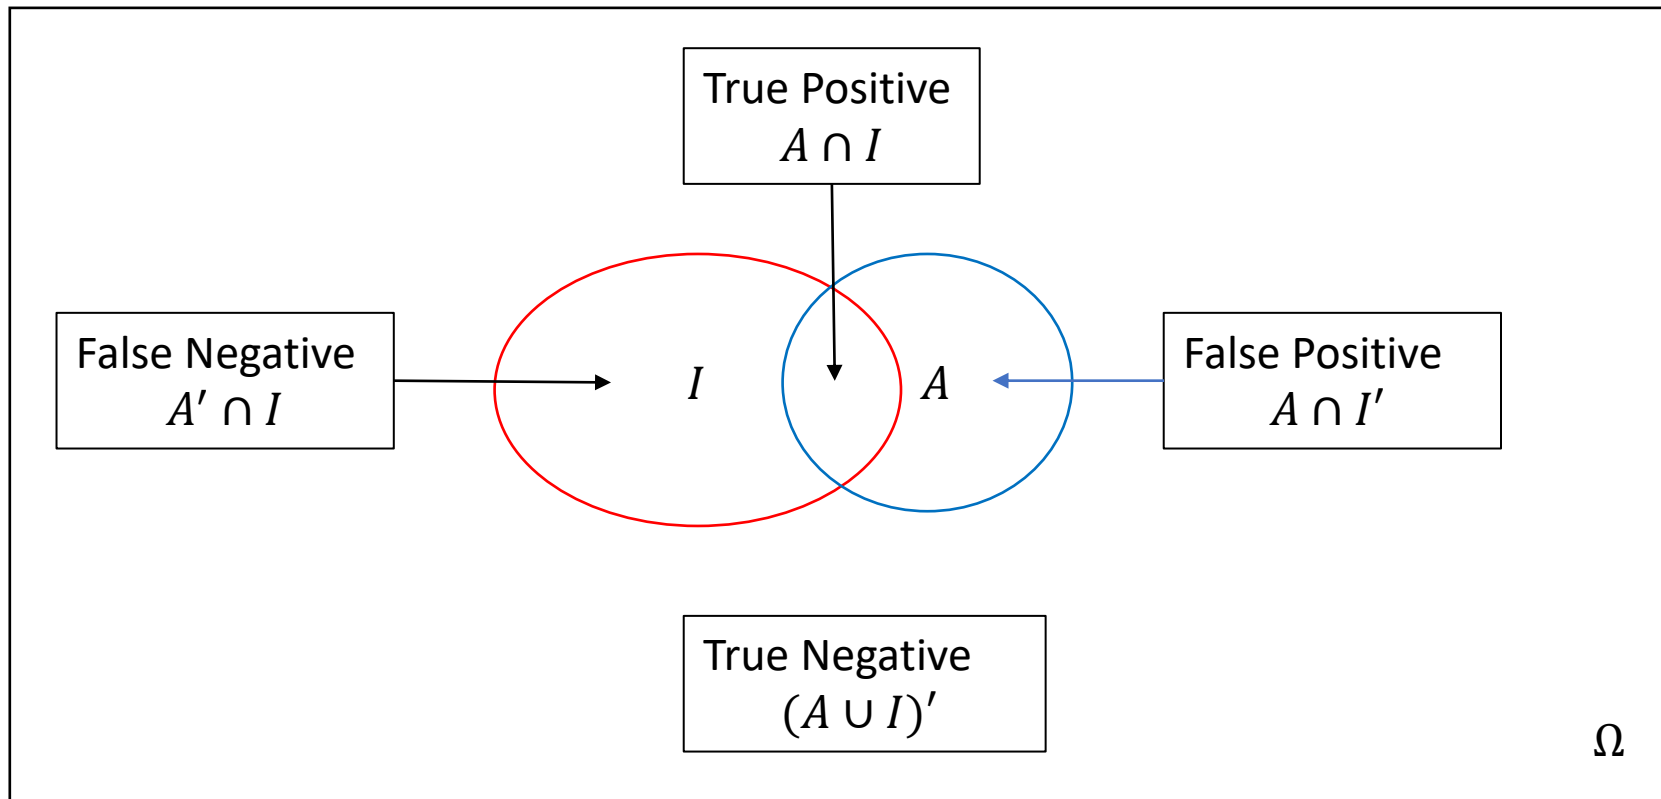 True Positive
A ∩ I
False Negative
A′ ∩ I
I
A
False Positive
A ∩ I′
True Negative
(A ∪ I)′
Ω